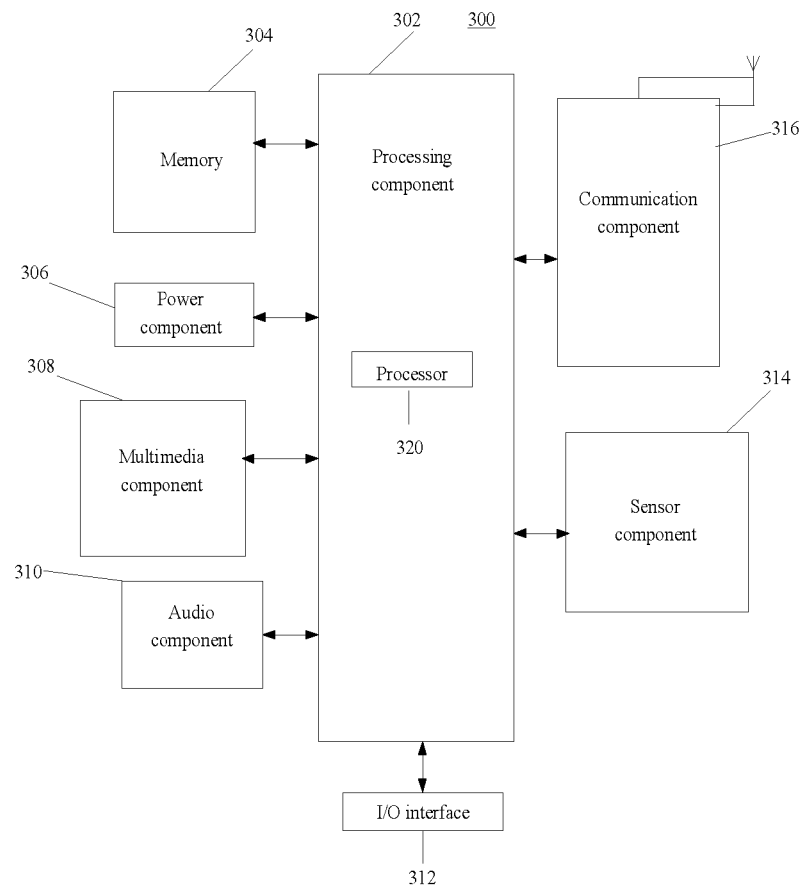 302
300
304
Memory
Processing
component
316
Communication
component
306
Power
component
308
Processor
320
314
Multimedia
component
Sensor
component
310
Audio
component
I/O interface
312